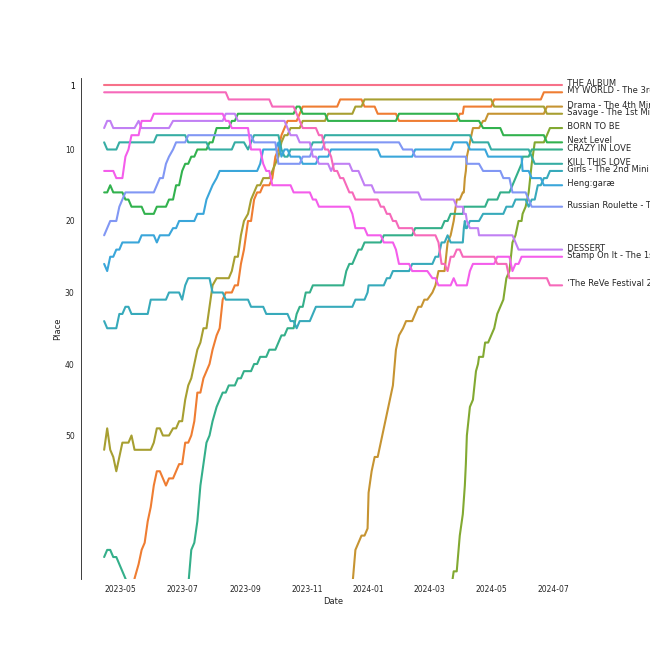 1
10
20
30
40
50
Place
2023-05
2023-07
2023-09
2023-11
2024-01
2024-03
2024-05
2024-07
Date
THE ALBUM
MY WORLD - The 3r
Drama - The 4th Mi
Savage - The 1st Mi
BORN TO BE
Next Level
CRAZY IN LOVE
KILL THIS LOVE
Girls - The 2nd Mini
Heng:garæ
Russian Roulette - T
DESSERT
Stamp On It - The 1s
'The ReVe Festival 2